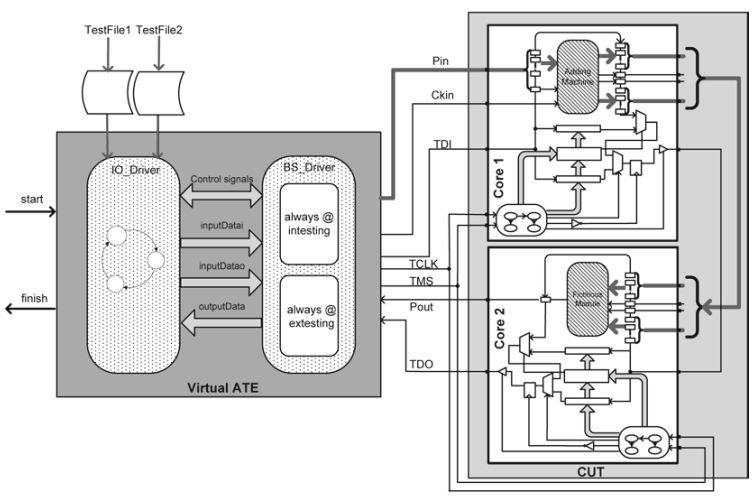 TestFile1 TestFile2
IO_Driver
BS_Driver
Control signals
inputDatai
inputDatao
outputData
always @
intesting
always @
extesting
start
finish
Virtual ATE
Pin
Ckin
TDI
TCLK
TMS
Pout
TDO
Core 1
Adding
Machine
Core 2
Module
CUT